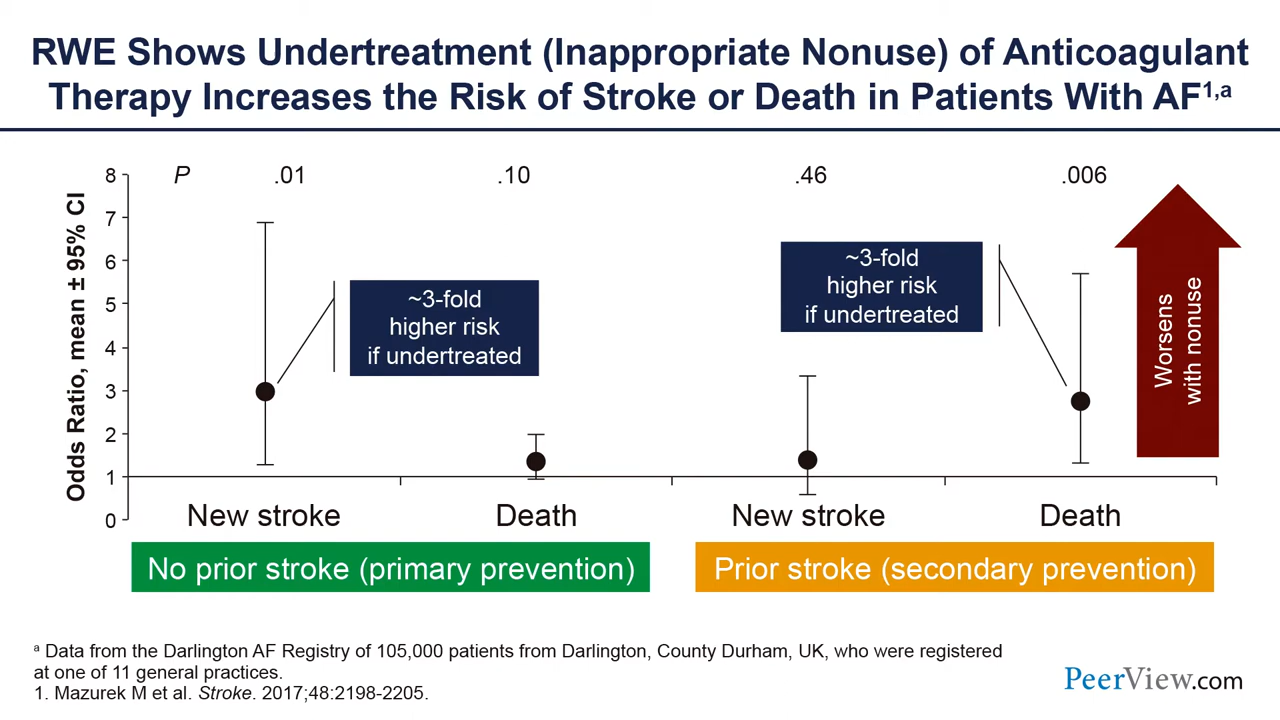 RWE Shows Undertreatment (Inappropriate Nonuse) of Anticoagulant
Therapy Increases the Risk of Stroke or Death in Patients With AF1,a
Odds Ratio, mean ± 95% CI
8
7
6
5
4
3
2
1
0
P .01 .10 .46 .006
~3-fold
higher risk
if undertreated
~3-fold
higher risk
if undertreated
Worsens
with nonuse
New stroke Death New stroke Death
No prior stroke (primary prevention)
Prior stroke (secondary prevention)
a Data from the Darlington AF Registry of 105,000 patients from Darlington, County Durham, UK, who were registered
at one of 11 general practices.
1. Mazurek M et al. Stroke. 2017;48:2198-2205.
PeerView.com